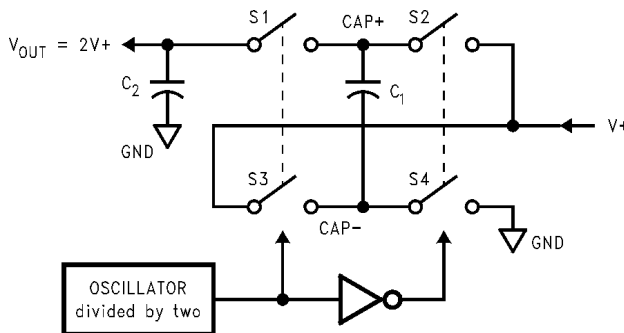 S1
CAP+
S2
V_OUT = 2V+
C_2
C_1
GND
V+
S3
S4
CAP-
GND
OSCILLATOR
divided by two